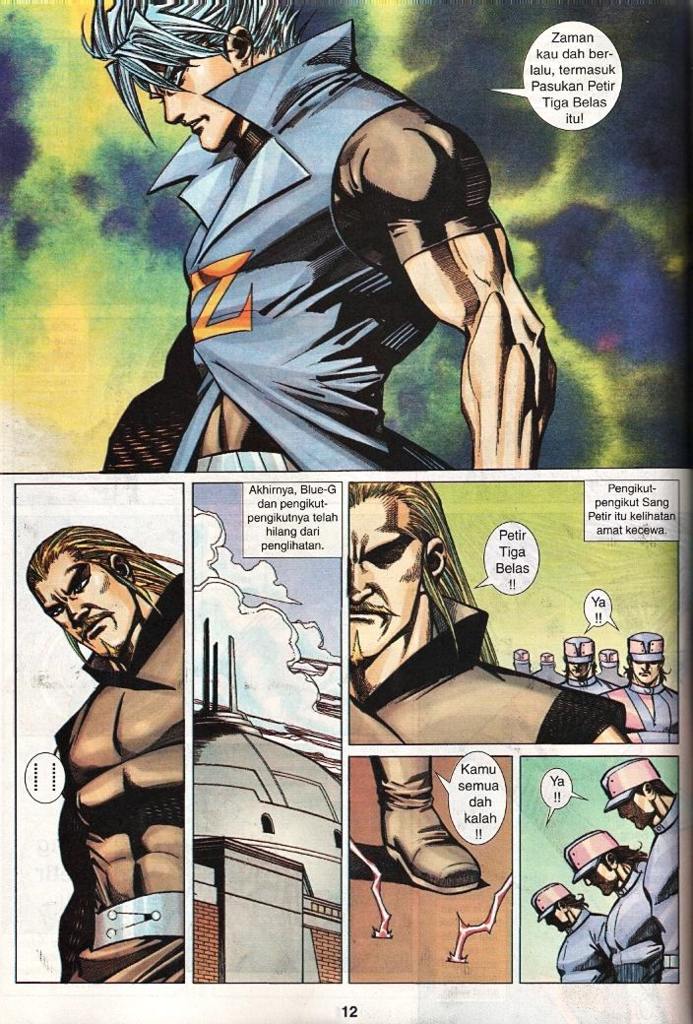 Zaman
kau dah ber-
lalu, termasuk
Pasukan Petir
Tiga Belas
itu!
Z
........
Akhirnya, Blue-G
dan pengikut-
pengikutnya telah
hilang dari
penglihatan.
Petir
Tiga
Belas
!!
Pengikut-
pengikut Sang
Petir itu kelihatan
amat kecewa.
Ya
!!
Kamu
semua
dah
kalah
!!
Ya
!!
12